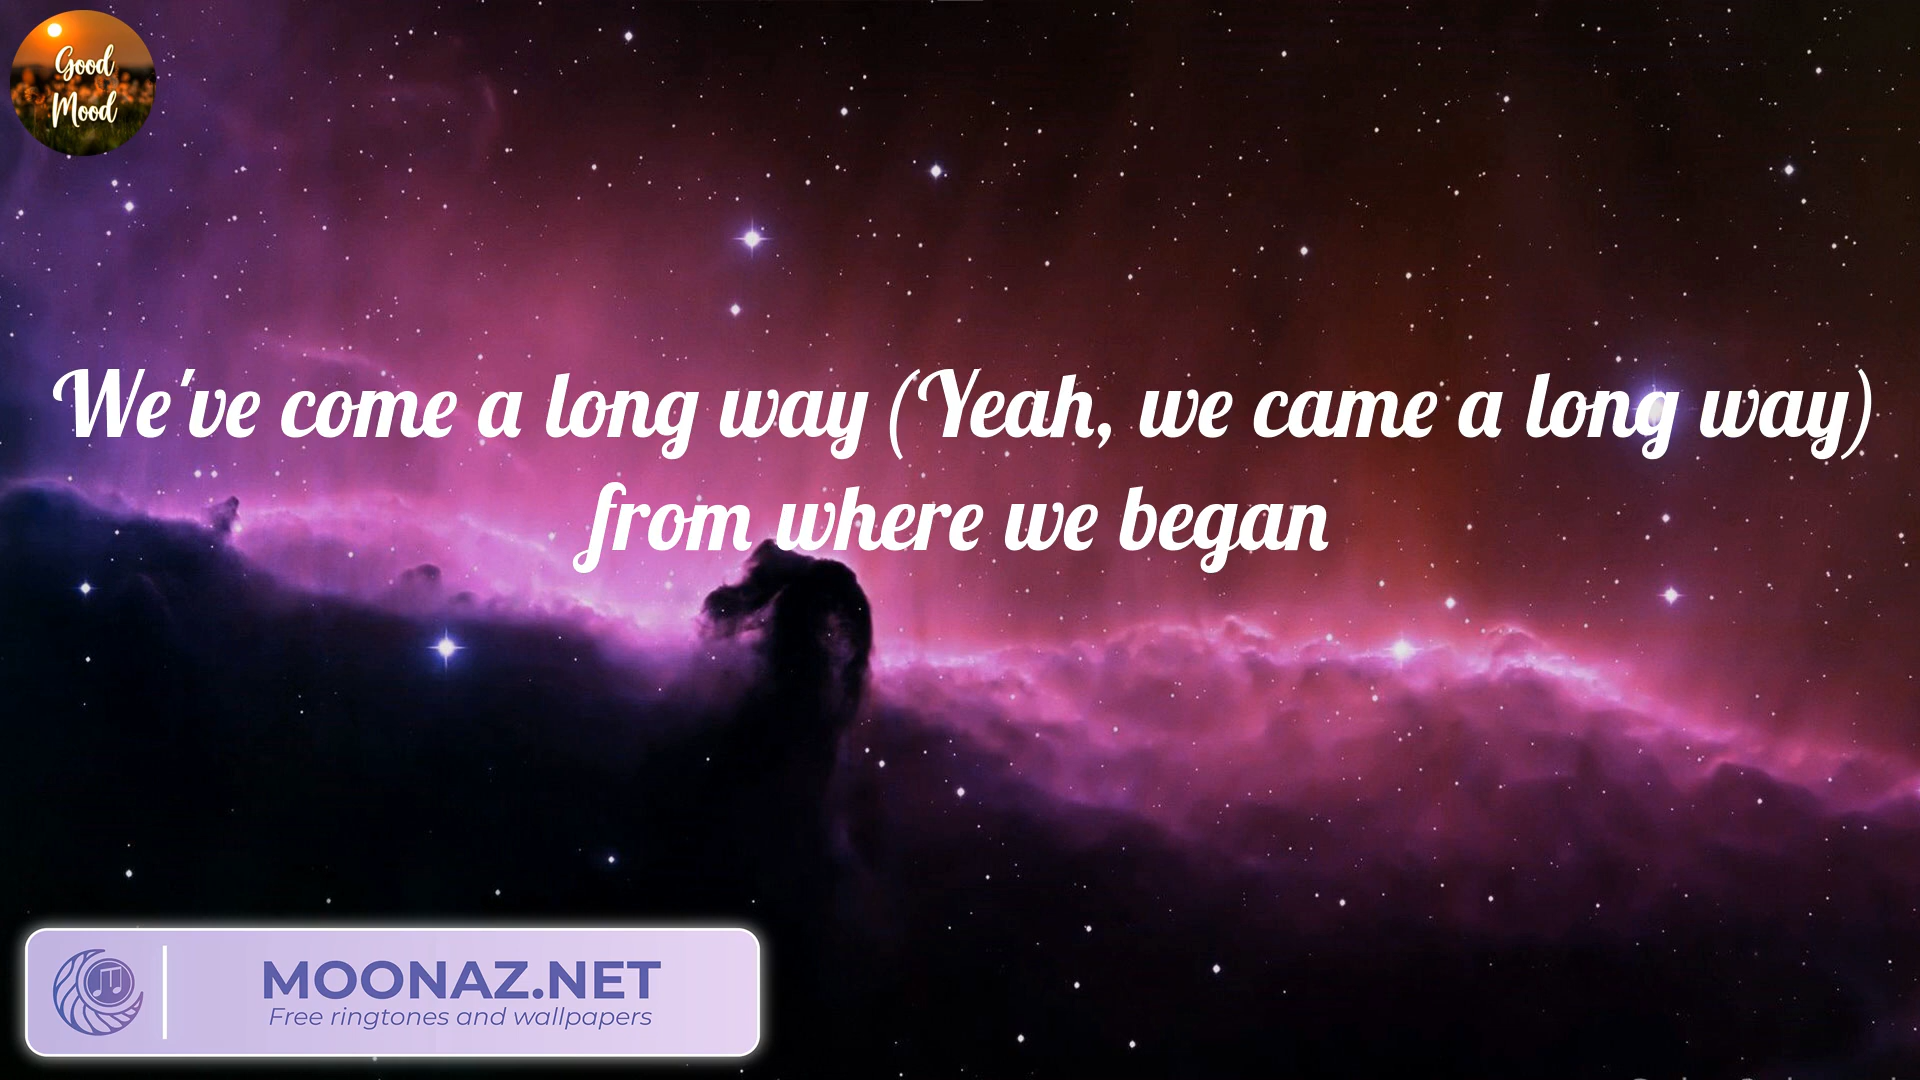 Good
Mood
We've come a long way (Yeah, we came a long way)
from where we began
MOONAZ.NET
Free ringtones and wallpapers